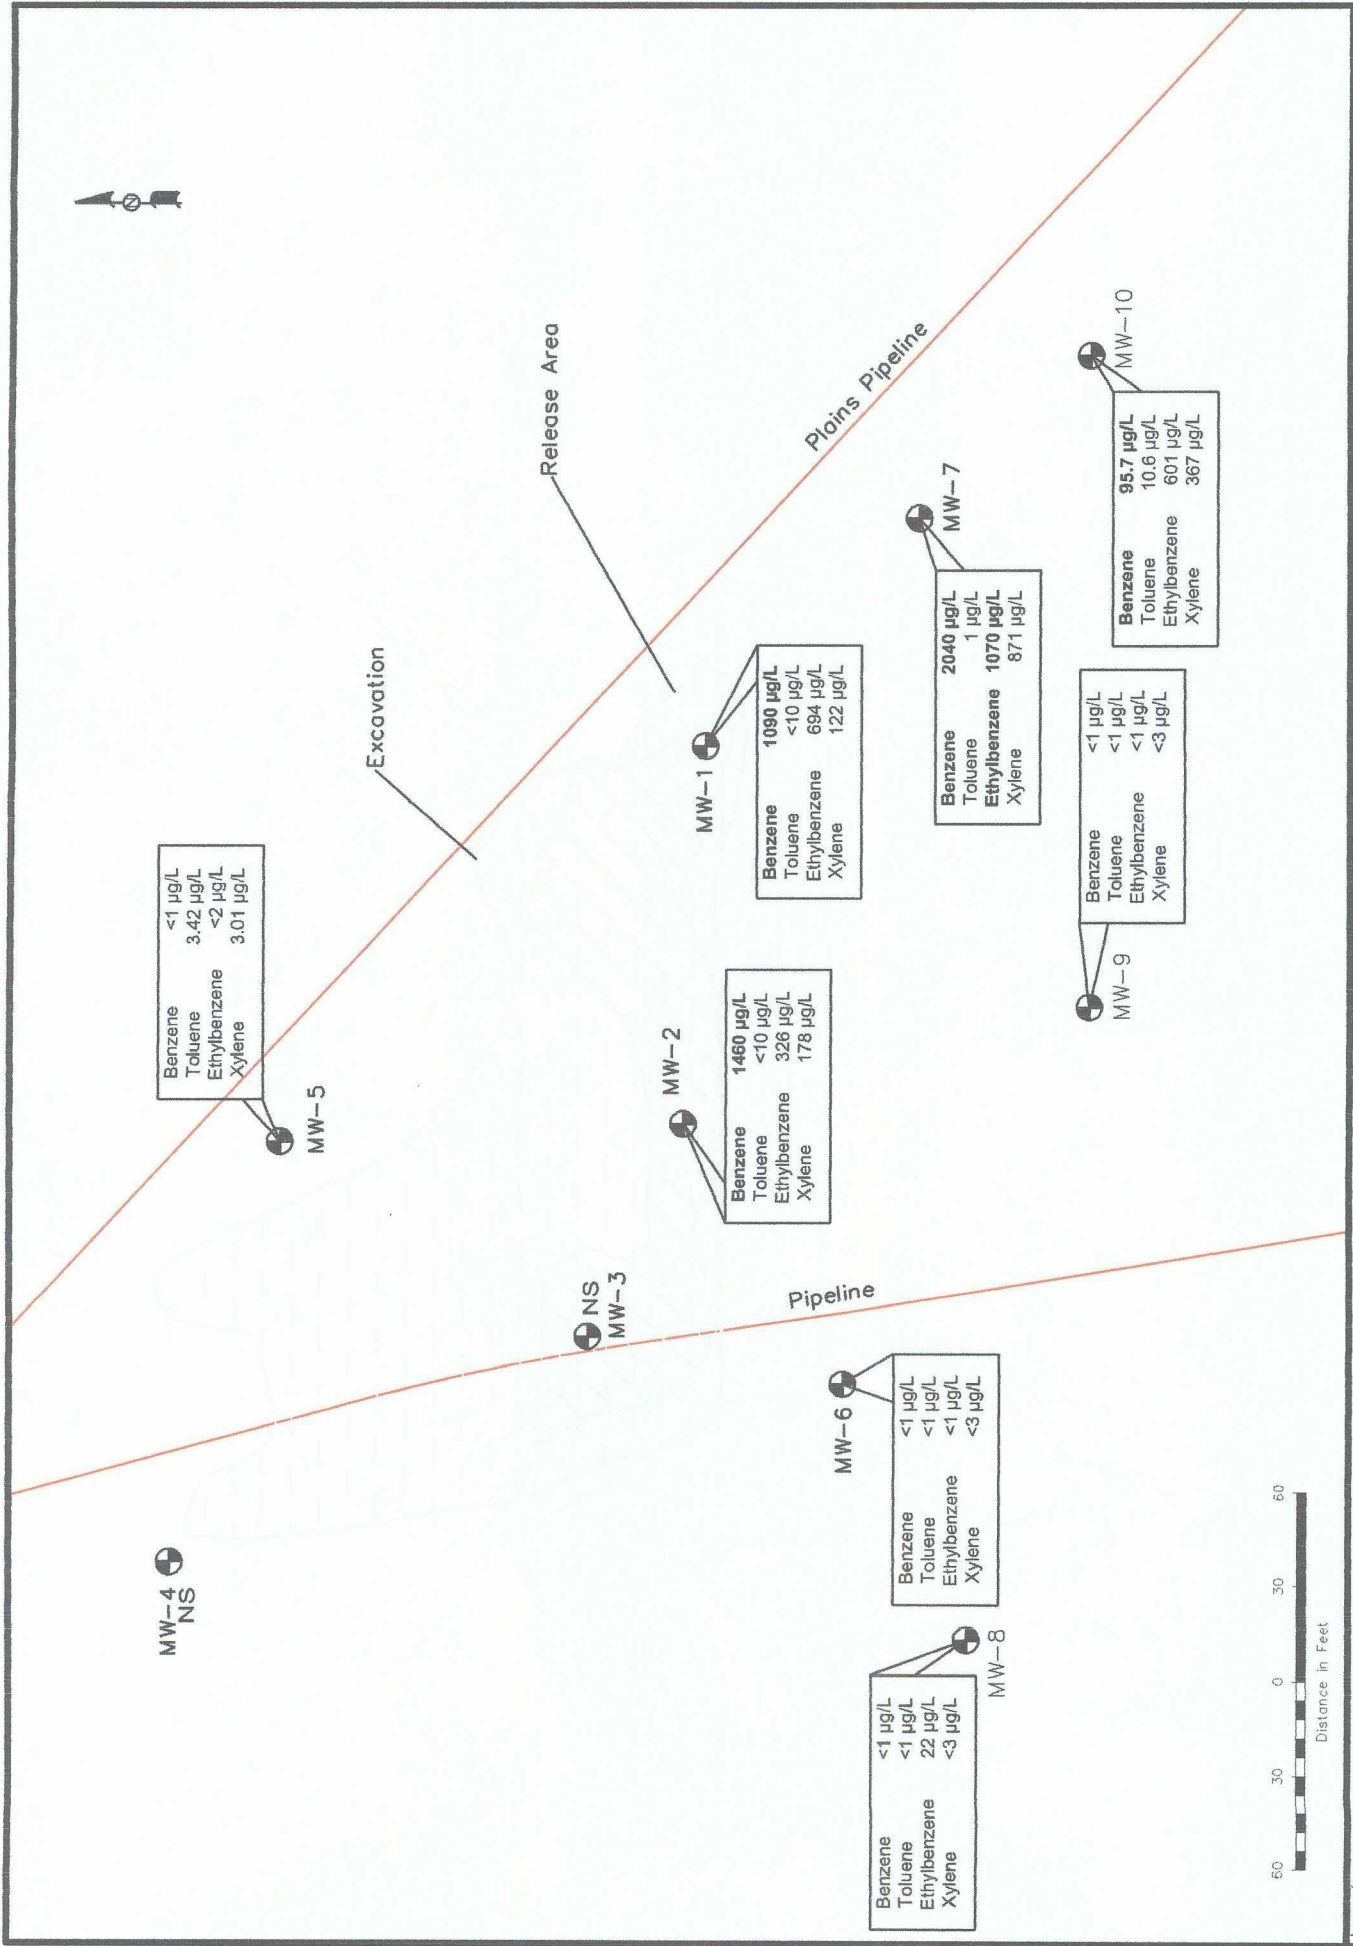 N
MW-4
NS
Benzene <1 µg/L
Toluene 3.42 µg/L
Ethylbenzene <2 µg/L
Xylene 3.01 µg/L
MW-5
Excavation
Release Area
NS
MW-3
MW-2
Benzene 1460 µg/L
Toluene <10 µg/L
Ethylbenzene 326 µg/L
Xylene 178 µg/L
MW-1
Benzene 1090 µg/L
Toluene <10 µg/L
Ethylbenzene 694 µg/L
Xylene 122 µg/L
Plains Pipeline
Pipeline
MW-6
Benzene <1 µg/L
Toluene <1 µg/L
Ethylbenzene <1 µg/L
Xylene <3 µg/L
Benzene <1 µg/L
Toluene <1 µg/L
Ethylbenzene 22 µg/L
Xylene <3 µg/L
MW-8
MW-7
Benzene 2040 µg/L
Toluene 1 µg/L
Ethylbenzene 1070 µg/L
Xylene 871 µg/L
Benzene <1 µg/L
Toluene <1 µg/L
Ethylbenzene <1 µg/L
Xylene <3 µg/L
MW-9
MW-10
Benzene 95.7 µg/L
Toluene 10.6 µg/L
Ethylbenzene 601 µg/L
Xylene 367 µg/L
60 30 0 30 60
Distance in Feet